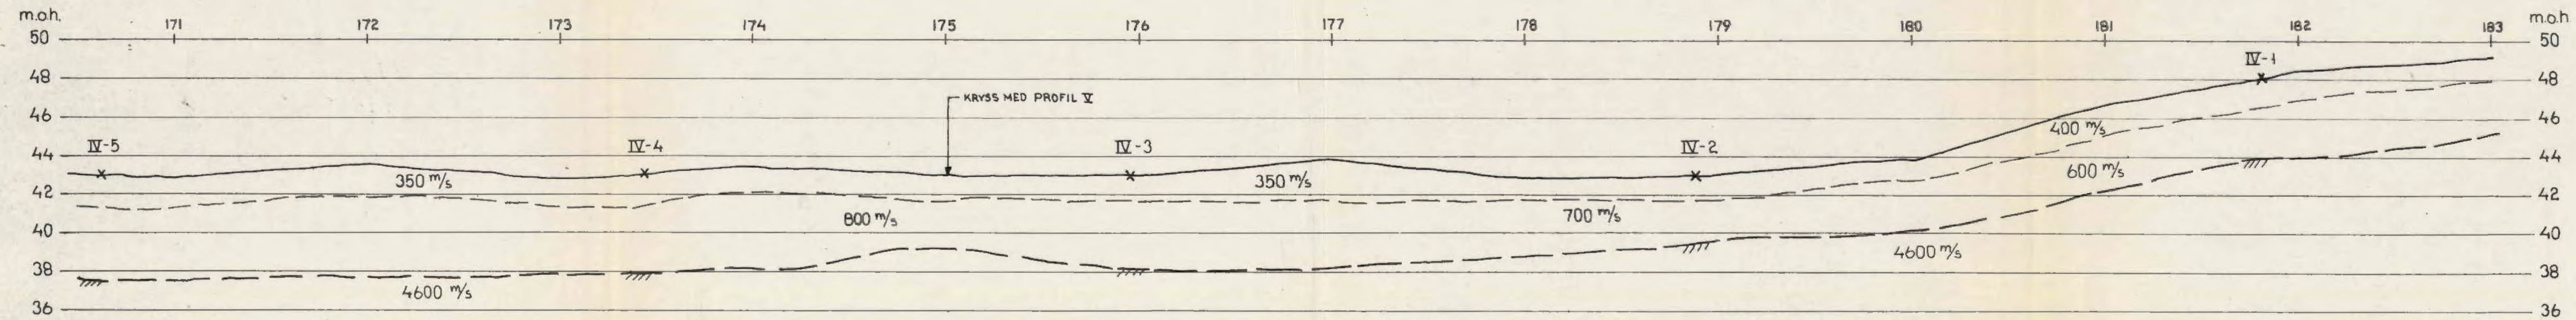 m.o.h. 171 172 173 174 175 176 177 178 179 180 181 182 183 m.o.h
50 50
IV-1
48 48
KRYSS MED PROFIL V
46 46
400 m/s
IV-5 IV-4 IV-3 IV-2
44 44
600 m/s
350 m/s 350 m/s
42 42
800 m/s 700 m/s
40 40
4600 m/s
38 38
4600 m/s
36 36